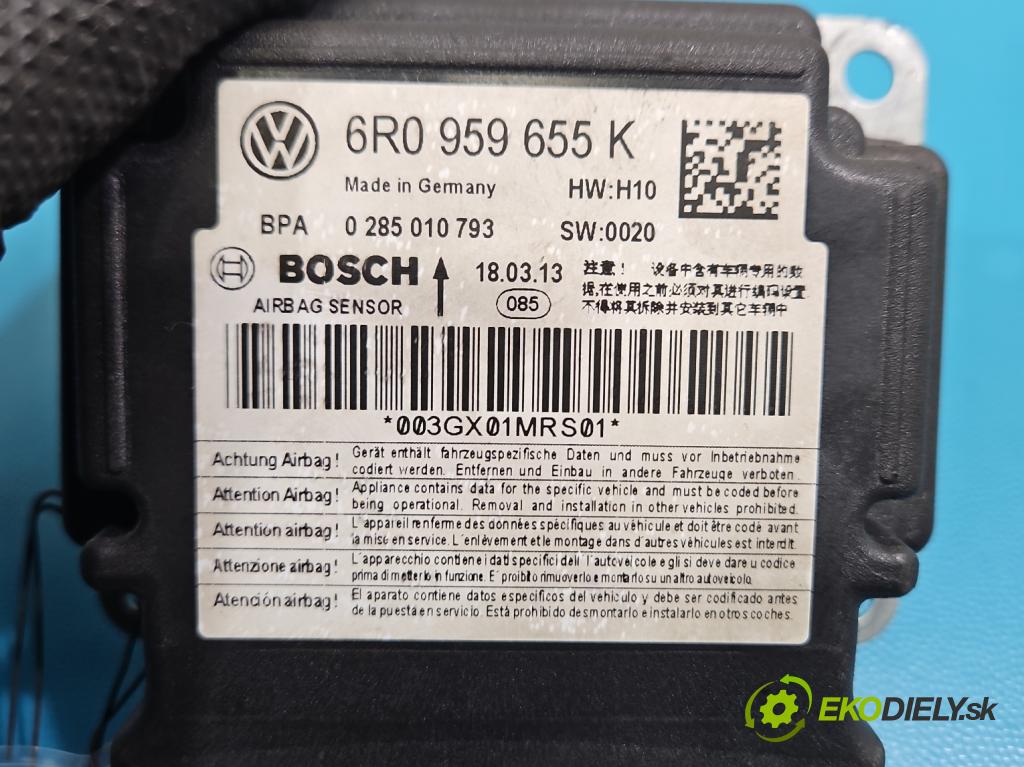 6R0 959 655 K
Made in Germany HW:H10
BPA 0 285 010 793 SW:0020
BOSCH 18.03.13
AIRBAG SENSOR 085
注意! 设备中含有车辆专用的数
据,在使用之前必须对其进行编码设置
不得将其拆除并安装到其它车辆中
*003GX01MRS01*
Achtung Airbag! Gerät enthält fahrzeugspezifische Daten und muss vor Inbetriebnahme
codiert werden. Entfernen und Einbau in andere Fahrzeuge verboten.
Attention Airbag! Appliance contains data for the specific vehicle and must be coded before
being operational. Removal and installation in other vehicles prohibited.
Attention airbag! L'appareil renferme des données spécifiques au véhicule et doit être codé avant
la mise en service. L'enlèvement et le montage dans d'autres véhicules est interdit.
Attenzione airbag! L'apparecchio contiene i dati specifici dell'autoveicolo e gli si deve dare u codice
prima di metterlo in funzione. E' proibito rimuoverlo e montarlo su un altro autoveicolo.
Atención airbag! El aparato contiene datos especificos del vehículo y debe ser codificado antes
de la puesta en servicio. Está prohibido desmontarlo e instalarlo en otros coches.
EKODIELY.sk